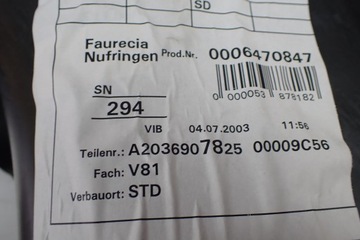 SD
Faurecia
Nufringen Prod.Nr. 0006470847
0 000053 878182
SN
294
VIB 04.07.2003 11:56
Teilenr.: A2036907825 00009C56
Fach: V81
Verbauort: STD